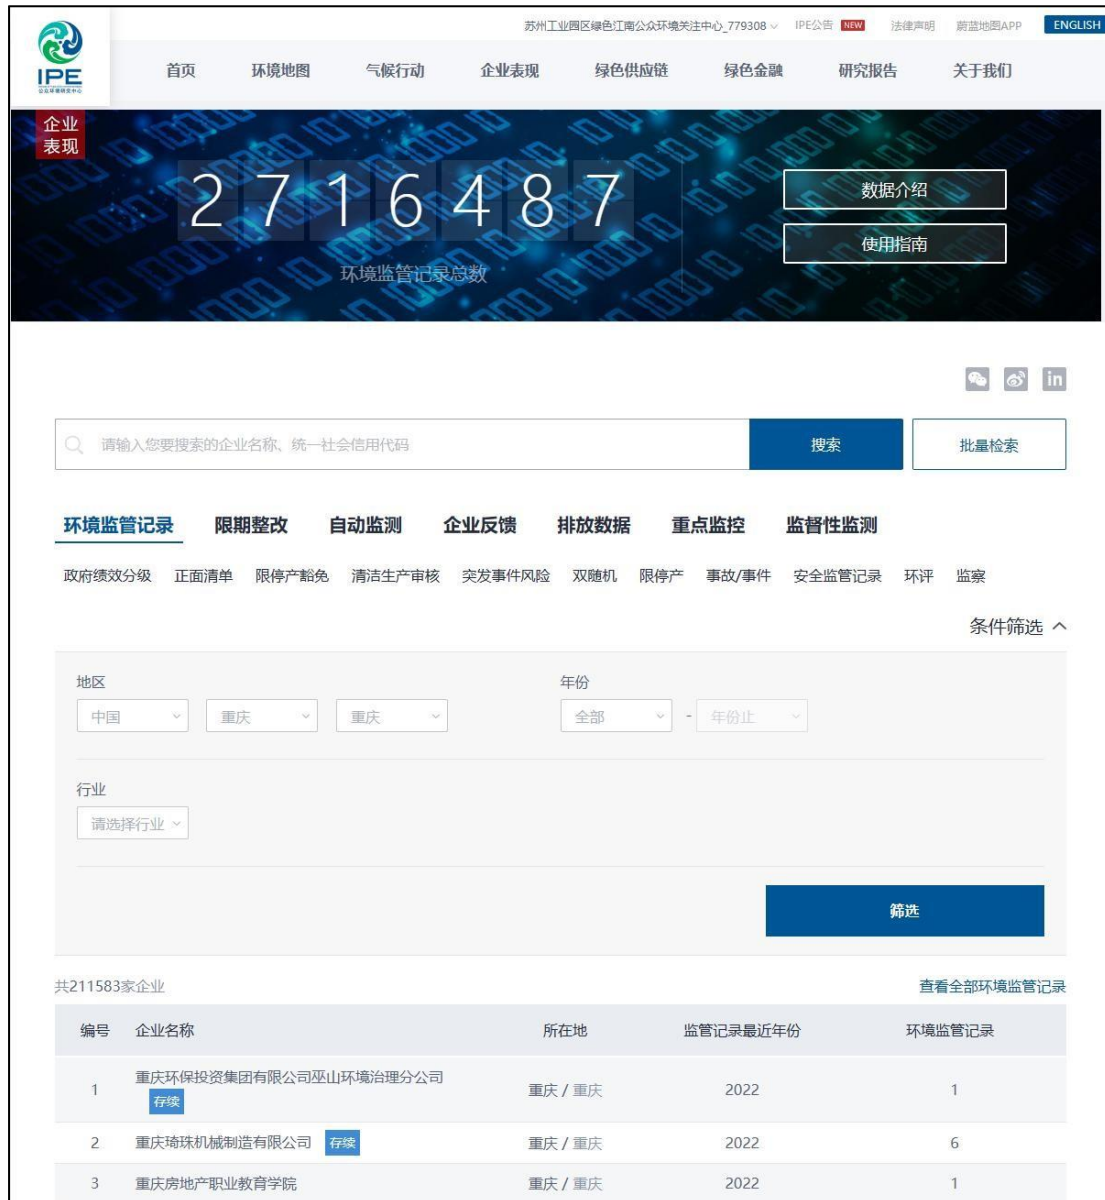 苏州工业园区绿色江南公众环境关注中心_779308 IPE公告 NEW 法律声明 蔚蓝地图APP ENGLISH
IPE
公众环境研究中心
首页 环境地图 气候行动 企业表现 绿色供应链 绿色金融 研究报告 关于我们
企业
表现
2716487
环境监管记录总数
数据介绍
使用指南
in
请输入您要搜索的企业名称、统一社会信用代码 搜索 批量检索
环境监管记录 限期整改 自动监测 企业反馈 排放数据 重点监控 监督性监测
政府绩效分级 正面清单 限停产豁免 清洁生产审核 突发事件风险 双随机 限停产 事故/事件 安全监管记录 环评 监察
条件筛选
地区 年份
中国 重庆 重庆 全部 - 年份止
行业
请选择行业
筛选
共211583家企业 查看全部环境监管记录
编号 企业名称 所在地 监管记录最近年份 环境监管记录
1 重庆环保投资集团有限公司巫山环境治理分公司 存续 重庆 / 重庆 2022 1
2 重庆琦珠机械制造有限公司 存续 重庆 / 重庆 2022 6
3 重庆房地产职业教育学院 重庆 / 重庆 2022 1